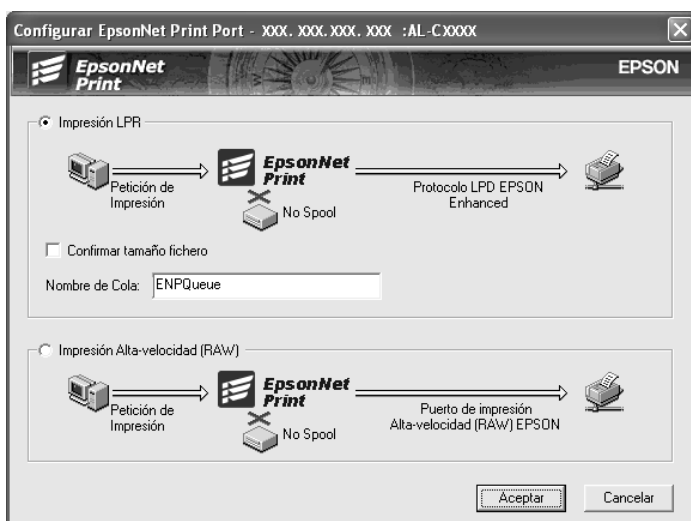 Configurar EpsonNet Print Port - XXX. XXX.XXX. XXX :AL-CXXXX
EpsonNet
Print
EPSON
Impresión LPR
Petición de
Impresión
EpsonNet
Print
No Spool
Protocolo LPD EPSON
Enhanced
Confirmar tamaño fichero
Nombre de Cola: ENPQueue
Impresión Alta-velocidad (RAW)
Petición de
Impresión
EpsonNet
Print
No Spool
Puerto de impresión
Alta-velocidad (RAW) EPSON
Aceptar
Cancelar